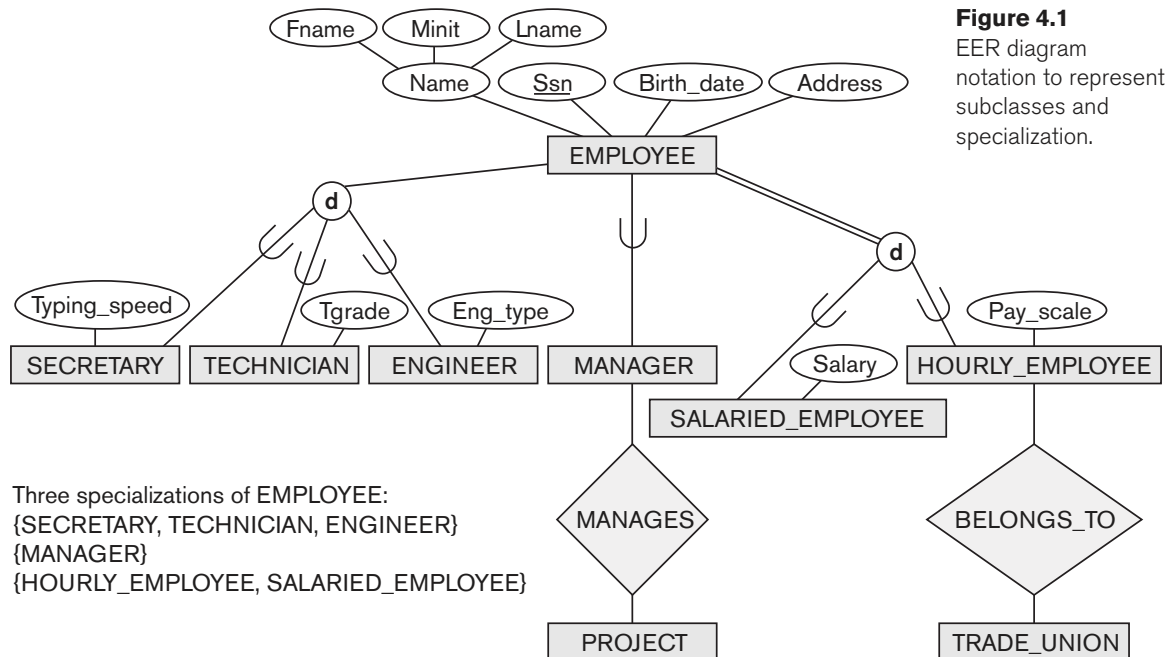 Figure 4.1
EER diagram
notation to represent
subclasses and
specialization.
Fname
Minit
Lname
Name
Ssn
Birth_date
Address
EMPLOYEE
d
d
Typing_speed
Tgrade
Eng_type
Pay_scale
Salary
SECRETARY
TECHNICIAN
ENGINEER
MANAGER
HOURLY_EMPLOYEE
SALARIED_EMPLOYEE
Three specializations of EMPLOYEE:
{SECRETARY, TECHNICIAN, ENGINEER}
{MANAGER}
{HOURLY_EMPLOYEE, SALARIED_EMPLOYEE}
MANAGES
BELONGS_TO
PROJECT
TRADE_UNION